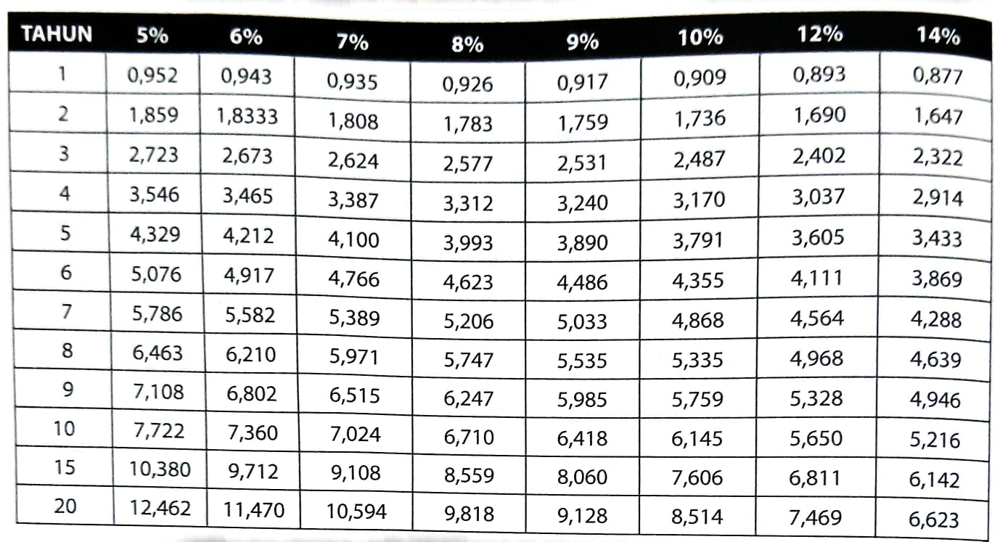 TAHUN 5% 6% 7% 8% 9% 10% 12% 14%
1 0,952 0,943 0,935 0,926 0,917 0,909 0,893 0,877
2 1,859 1,8333 1,808 1,783 1,759 1,736 1,690 1,647
3 2,723 2,673 2,624 2,577 2,531 2,487 2,402 2,322
4 3,546 3,465 3,387 3,312 3,240 3,170 3,037 2,914
5 4,329 4,212 4,100 3,993 3,890 3,791 3,605 3,433
6 5,076 4,917 4,766 4,623 4,486 4,355 4,111 3,869
7 5,786 5,582 5,389 5,206 5,033 4,868 4,564 4,288
8 6,463 6,210 5,971 5,747 5,535 5,335 4,968 4,639
9 7,108 6,802 6,515 6,247 5,985 5,759 5,328 4,946
10 7,722 7,360 7,024 6,710 6,418 6,145 5,650 5,216
15 10,380 9,712 9,108 8,559 8,060 7,606 6,811 6,142
20 12,462 11,470 10,594 9,818 9,128 8,514 7,469 6,623